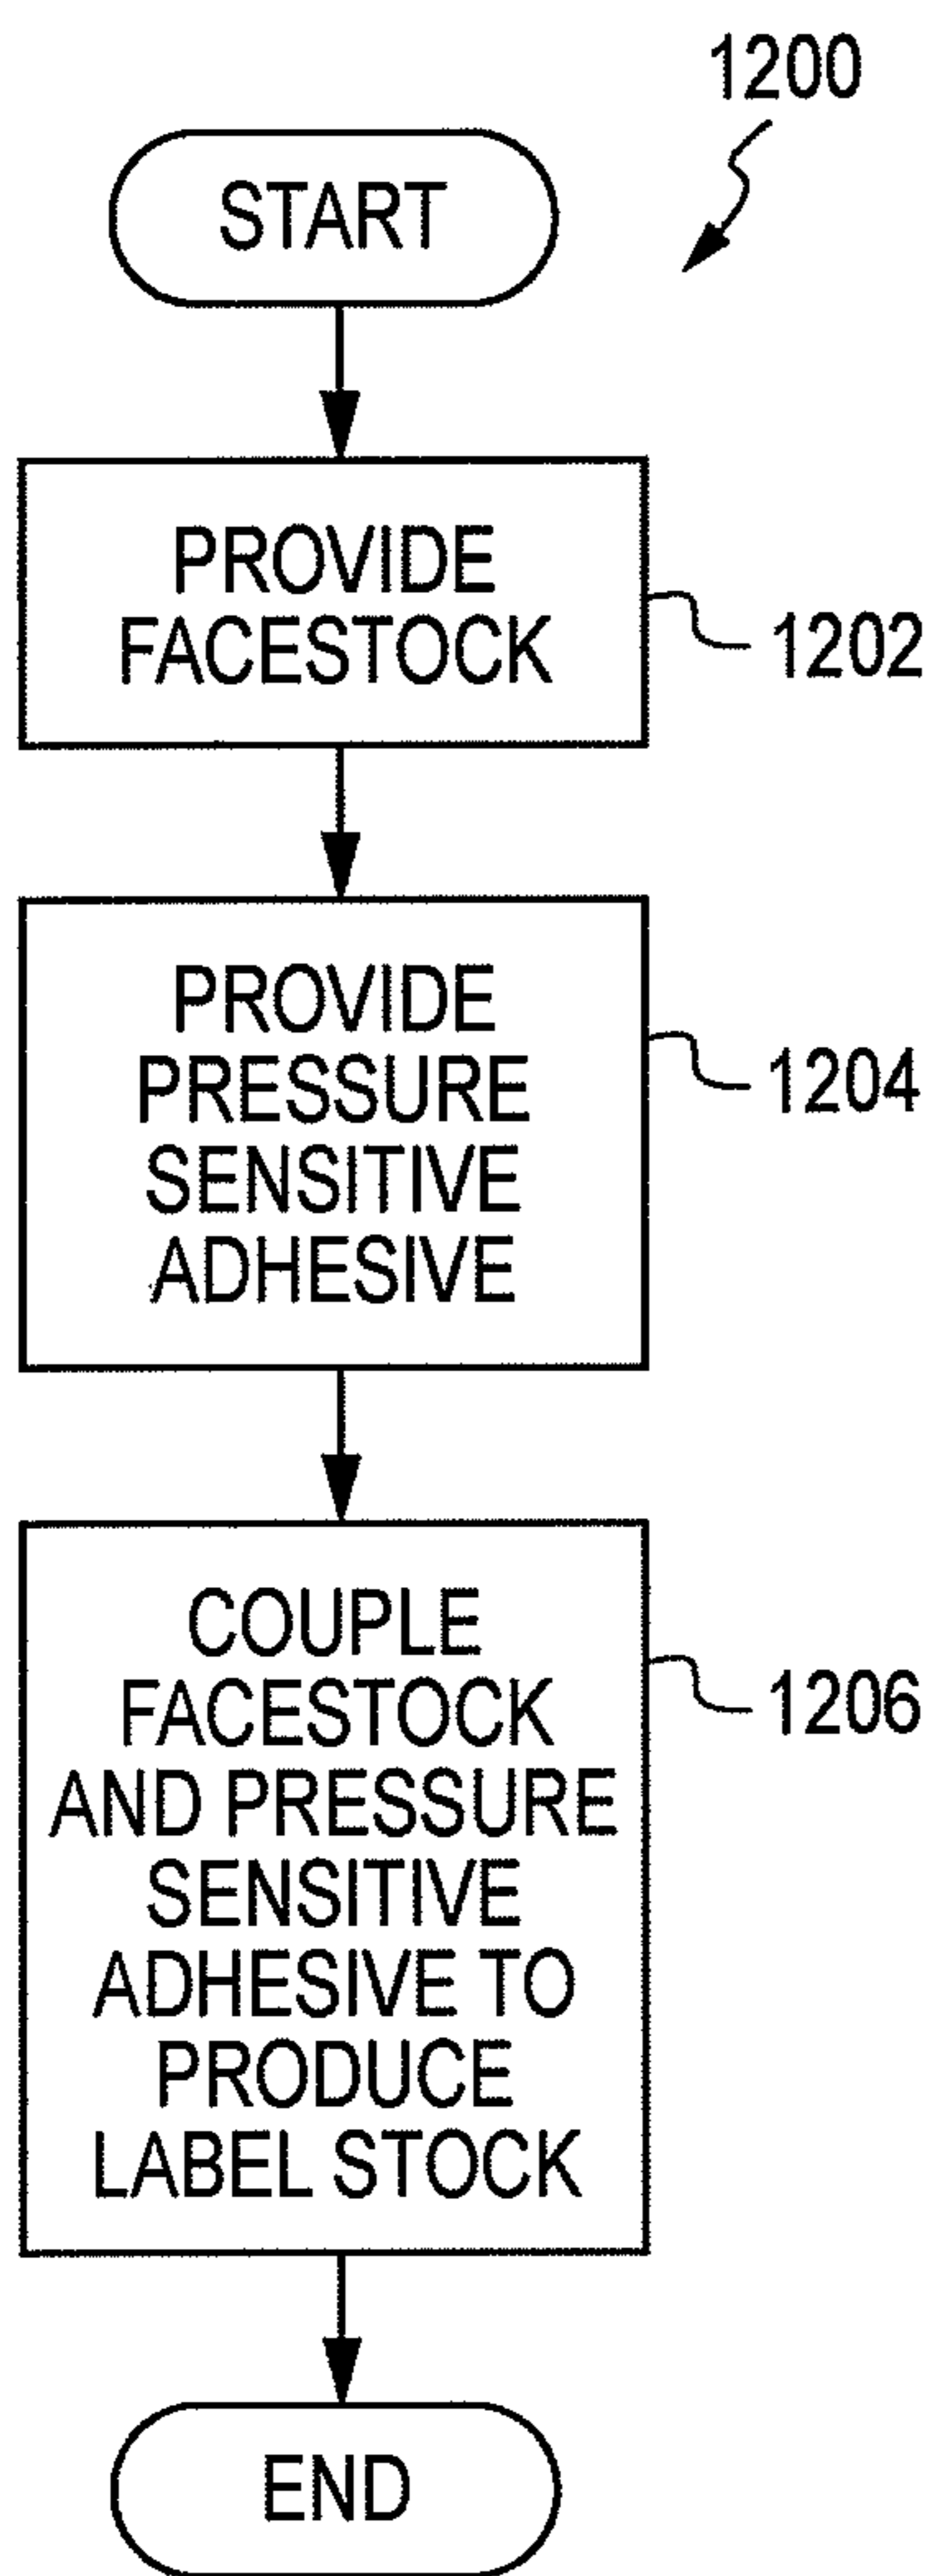 1200
START
PROVIDE
FACESTOCK
1202
PROVIDE
PRESSURE
SENSITIVE
ADHESIVE
1204
COUPLE
FACESTOCK
AND PRESSURE
SENSITIVE
ADHESIVE TO
PRODUCE
LABEL STOCK
1206
END